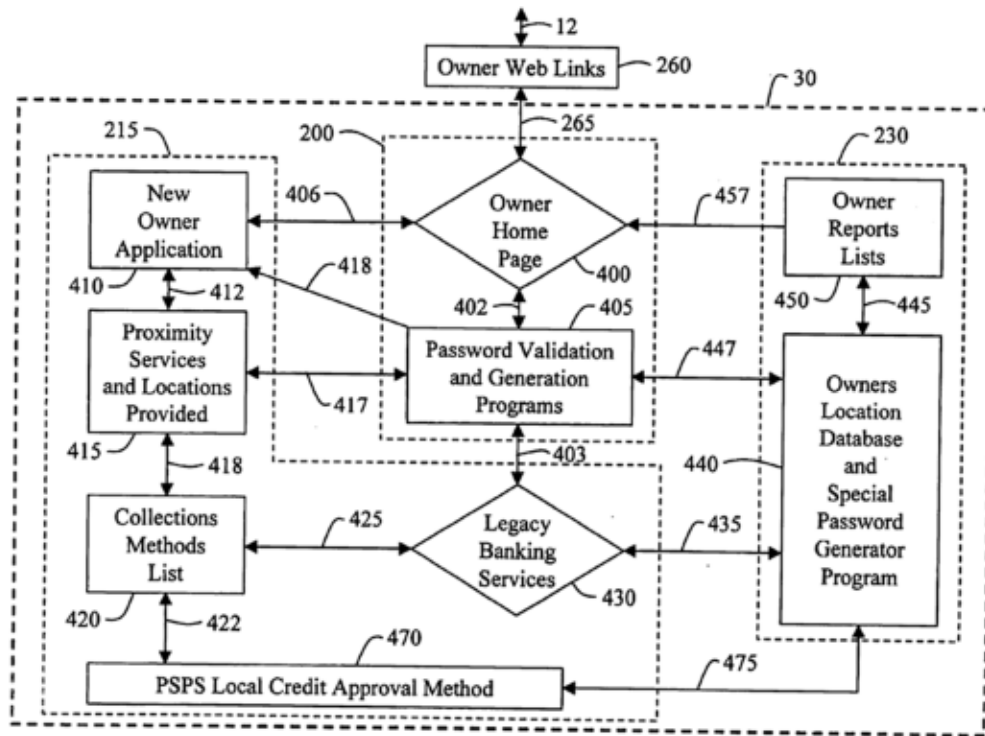 12
Owner Web Links
260
30
265
215
200
230
New
Owner
Application
406
Owner
Home
Page
457
Owner
Reports
Lists
410
412
418
402
400
405
450
445
Proximity
Services
and Locations
Provided
417
Password Validation
and Generation
Programs
447
Owners
Location
Database
and
Special
Password
Generator
Program
415
418
403
440
Collections
Methods
List
425
Legacy
Banking
Services
435
420
422
430
470
PSPS Local Credit Approval Method
475